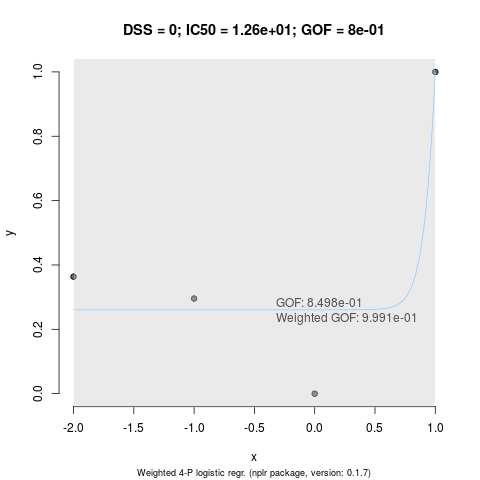 DSS = 0; IC50 = 1.26e+01; GOF = 8e-01
1.0
0.8
0.6
0.4
0.2
0.0
y
GOF: 8.498e-01
Weighted GOF: 9.991e-01
-2.0 -1.5 -1.0 -0.5 0.0 0.5 1.0
x
Weighted 4-P logistic regr. (nplr package, version: 0.1.7)